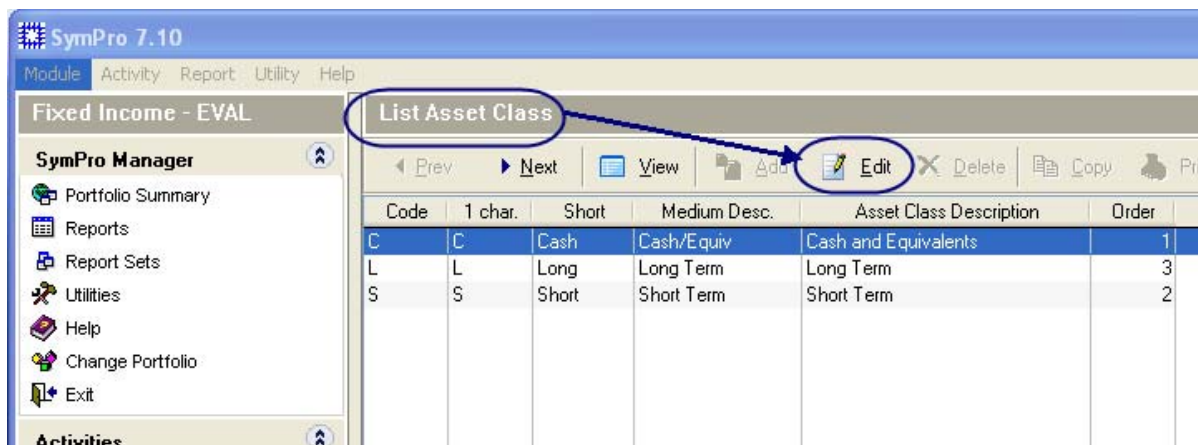 SymPro 7.10
Module Activity Report Utility Help
Fixed Income - EVAL
List Asset Class
SymPro Manager
Prev Next View Add Edit Delete Copy
Portfolio Summary
Reports
Report Sets
Utilities
Help
Change Portfolio
Exit
Activities
Code 1 char. Short Medium Desc. Asset Class Description Order
C C Cash Cash/Equiv Cash and Equivalents 1
L L Long Long Term Long Term 3
S S Short Short Term Short Term 2